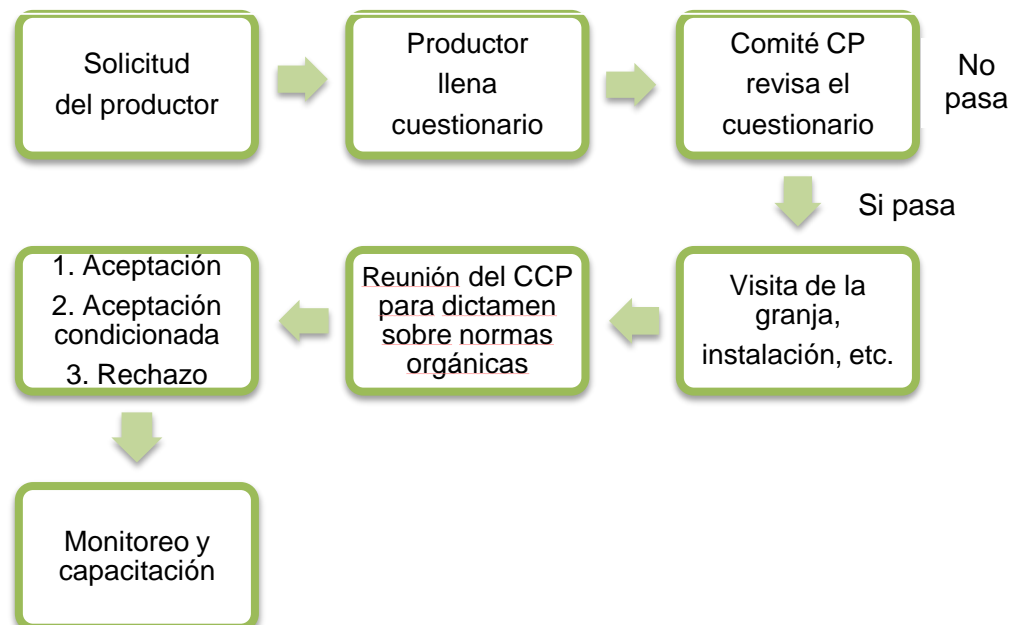 Solicitud
del productor
Productor
llena
cuestionario
Comité CP
revisa el
cuestionario
No
pasa
Si pasa
Visita de la
granja,
instalación, etc.
Reunión del CCP
para dictamen
sobre normas
orgánicas
1. Aceptación
2. Aceptación
condicionada
3. Rechazo
Monitoreo y
capacitación